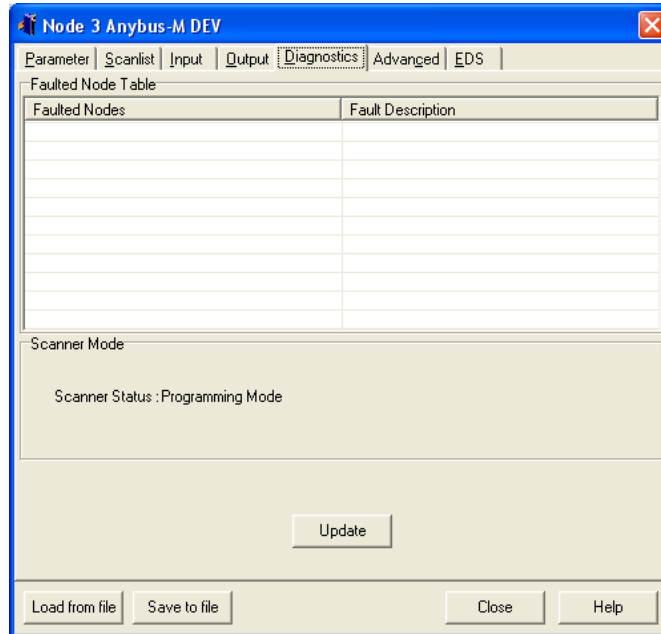 Node 3 Anybus-M DEV
Parameter Scanlist Input Output Diagnostics Advanced EDS
Faulted Node Table
Faulted Nodes Fault Description
Scanner Mode
Scanner Status : Programming Mode
Update
Load from file Save to file Close Help